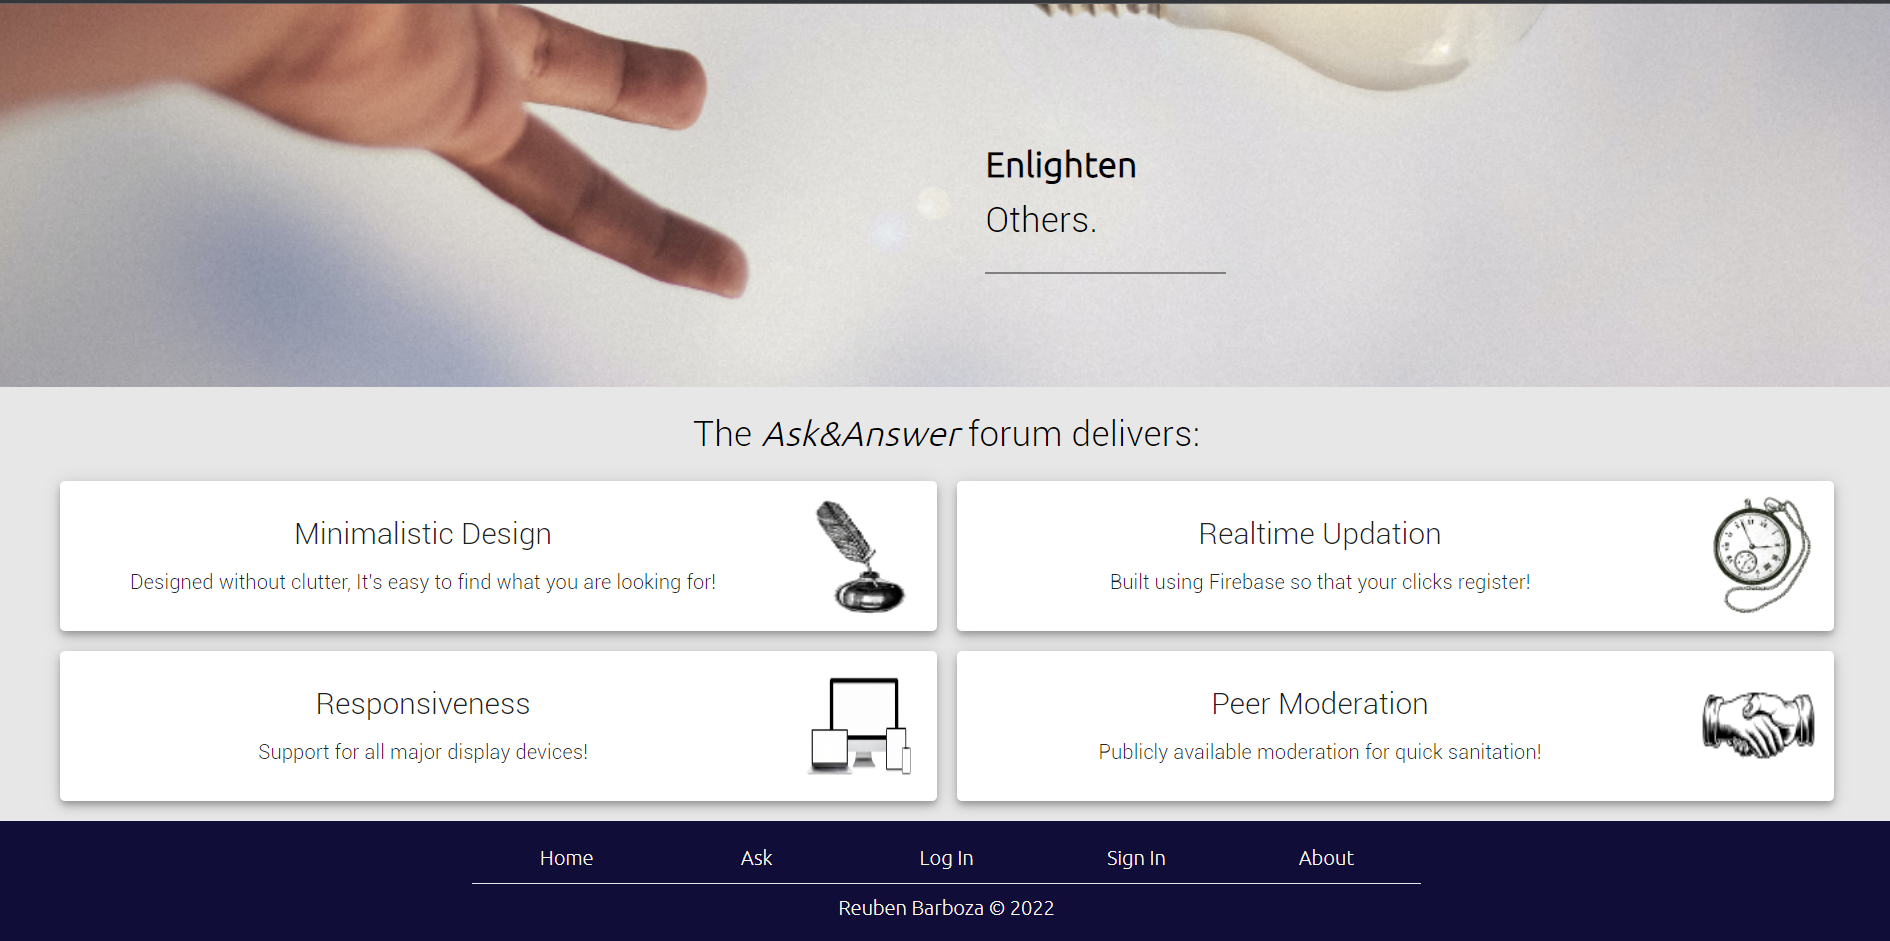 Enlighten
Others.
The Ask&Answer forum delivers:
Minimalistic Design
Designed without clutter, It's easy to find what you are looking for!
Realtime Updation
Built using Firebase so that your clicks register!
Responsiveness
Support for all major display devices!
Peer Moderation
Publicly available moderation for quick sanitation!
Home Ask Log In Sign In About
Reuben Barboza © 2022